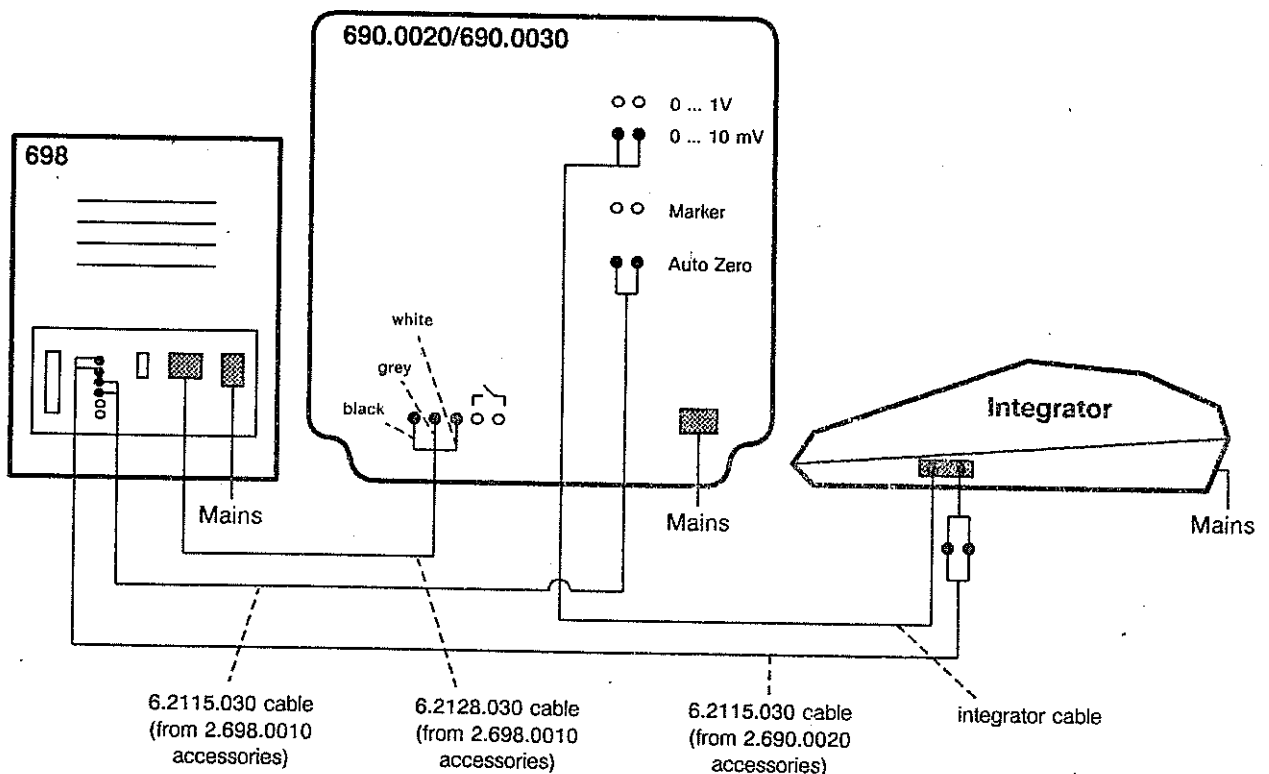 690.0020/690.0030
0 ... 1V
0 ... 10 mV
698
Marker
Auto Zero
white
grey
black
Integrator
Mains
Mains
Mains
6.2115.030 cable
(from 2.698.0010
accessories)
6.2128.030 cable
(from 2.698.0010
accessories)
6.2115.030 cable
(from 2.690.0020
accessories)
integrator cable